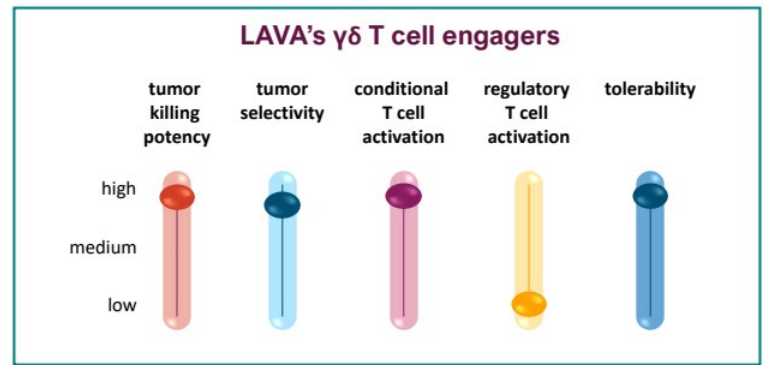 LAVA's γδ T cell engagers
tumor killing potency
tumor selectivity
conditional T cell activation
regulatory T cell activation
tolerability
high
medium
low